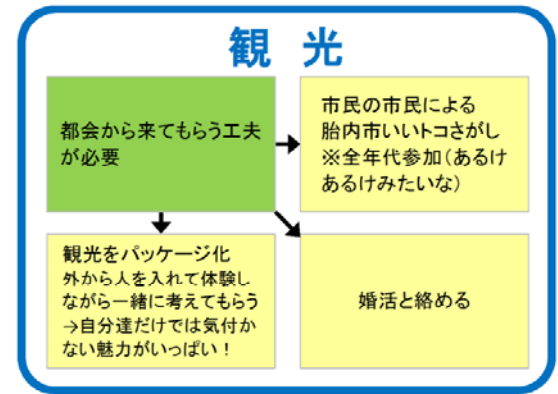 観 光
都会から来てもらう工夫
が必要
市民の市民による
胎内市いいトコさがし
※全年代参加(あるけ
あるけみたいな)
観光をパッケージ化
外から人を入れて体験し
ながら一緒に考えてもらう
→自分達だけでは気付か
ない魅力がいっぱい!
婚活と絡める